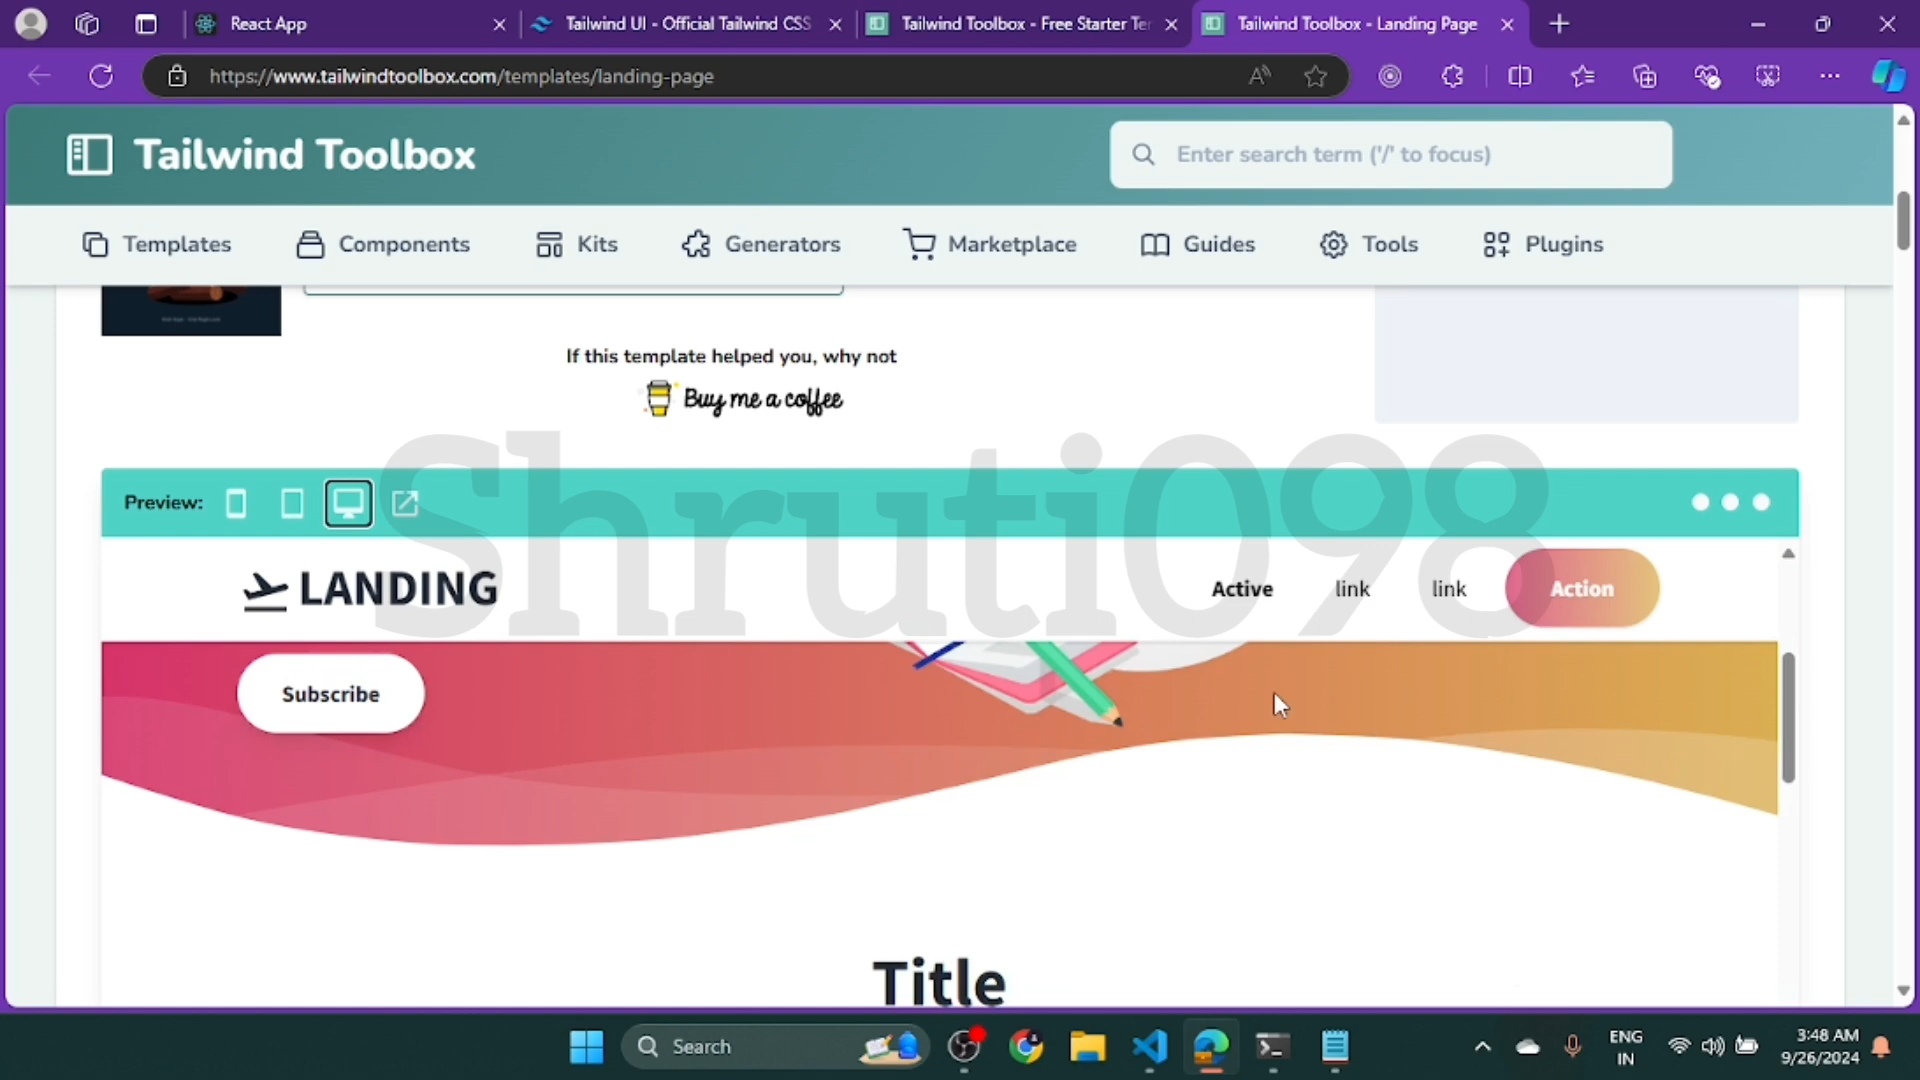 React App
Tailwind UI - Official Tailwind CSS
Tailwind Toolbox - Free Starter Ter
Tailwind Toolbox - Landing Page
https://www.tailwindtoolbox.com/templates/landing-page
Tailwind Toolbox
Enter search term ('/' to focus)
Templates
Components
Kits
Generators
Marketplace
Guides
Tools
Plugins
If this template helped you, why not
Buy me a coffee
Shruti098
Preview:
LANDING
Active
link
link
Action
Subscribe
Title
Search
ENG
IN
3:48 AM
9/26/2024